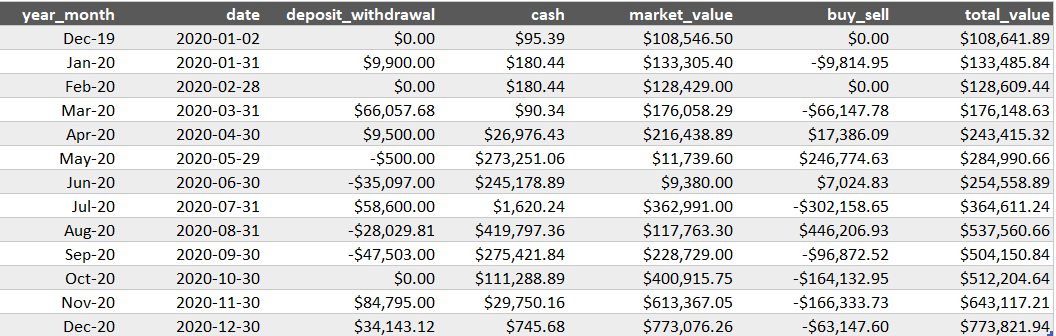 year_month date deposit_withdrawal cash market_value buy_sell total_value
Dec-19 2020-01-02 $0.00 $95.39 $108,546.50 $0.00 $108,641.89
Jan-20 2020-01-31 $9,900.00 $180.44 $133,305.40 -$9,814.95 $133,485.84
Feb-20 2020-02-28 $0.00 $180.44 $128,429.00 $0.00 $128,609.44
Mar-20 2020-03-31 $66,057.68 $90.34 $176,058.29 -$66,147.78 $176,148.63
Apr-20 2020-04-30 $9,500.00 $26,976.43 $216,438.89 $17,386.09 $243,415.32
May-20 2020-05-29 -$500.00 $273,251.06 $11,739.60 $246,774.63 $284,990.66
Jun-20 2020-06-30 -$35,097.00 $245,178.89 $9,380.00 $7,024.83 $254,558.89
Jul-20 2020-07-31 $58,600.00 $1,620.24 $362,991.00 -$302,158.65 $364,611.24
Aug-20 2020-08-31 -$28,029.81 $419,797.36 $117,763.30 $446,206.93 $537,560.66
Sep-20 2020-09-30 -$47,503.00 $275,421.84 $228,729.00 -$96,872.52 $504,150.84
Oct-20 2020-10-30 $0.00 $111,288.89 $400,915.75 -$164,132.95 $512,204.64
Nov-20 2020-11-30 $84,795.00 $29,750.16 $613,367.05 -$166,333.73 $643,117.21
Dec-20 2020-12-30 $34,143.12 $745.68 $773,076.26 -$63,147.60 $773,821.94